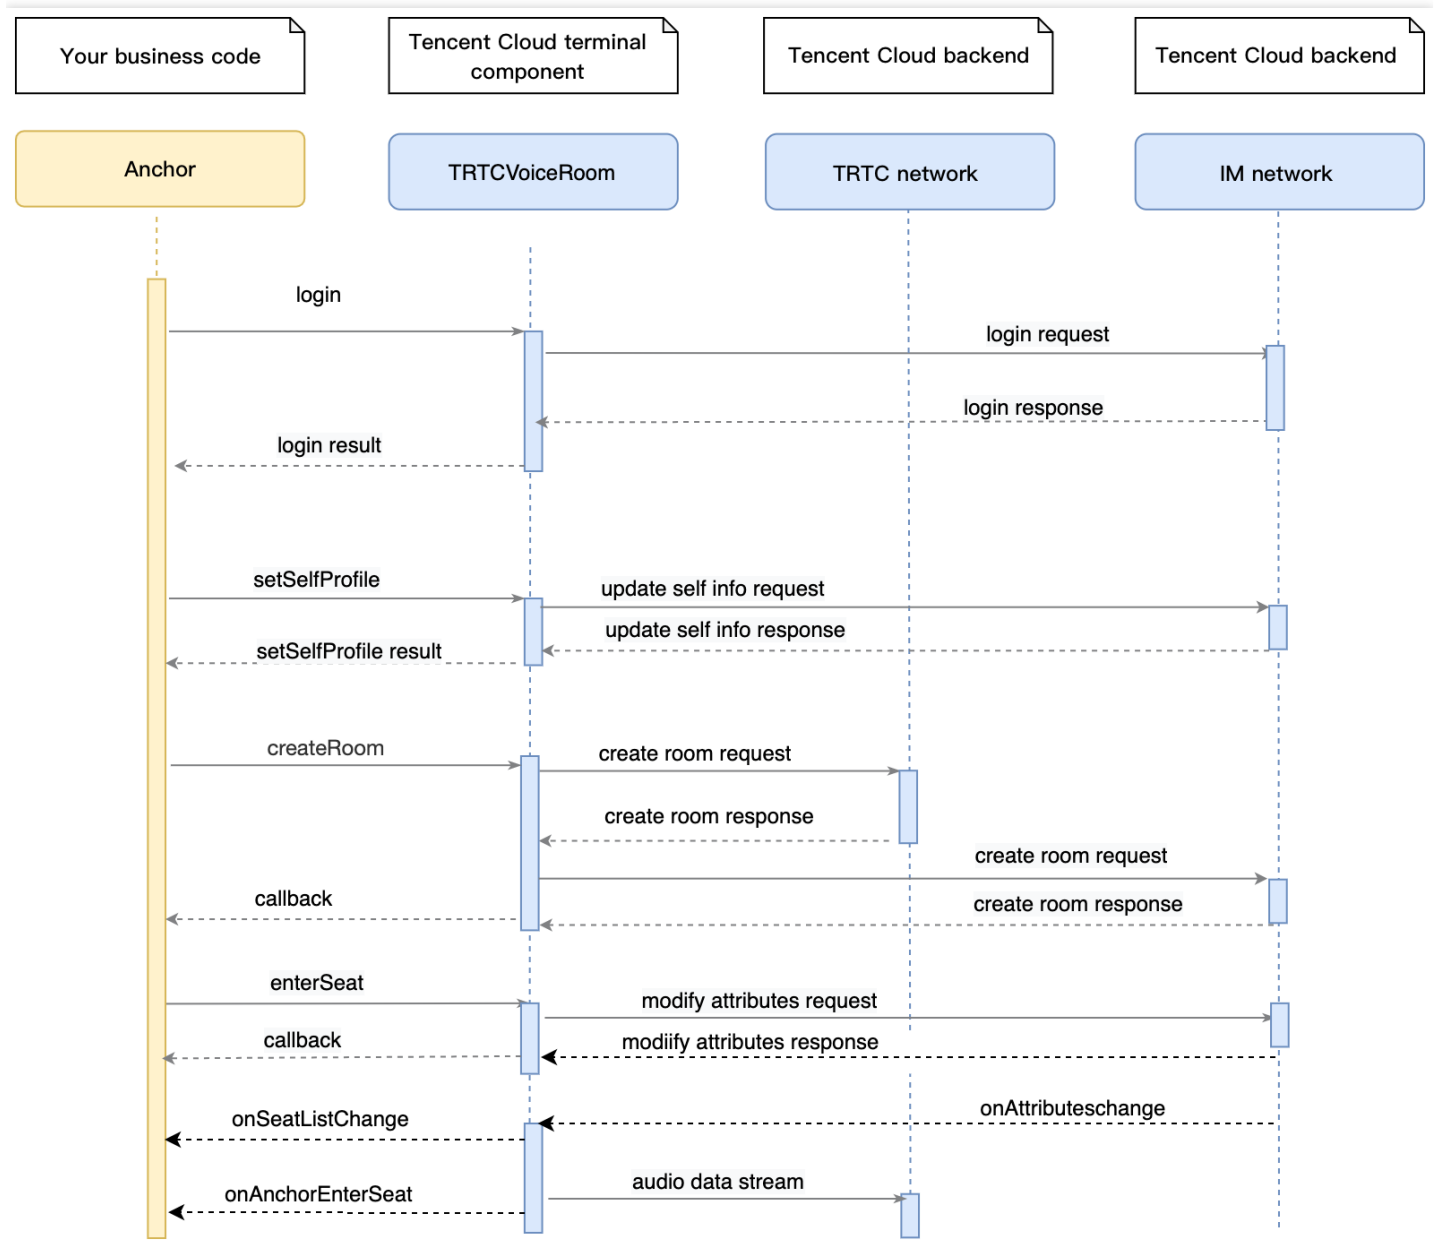 Your business code
Tencent Cloud terminal
component
Tencent Cloud backend
Tencent Cloud backend
Anchor
TRTCVoiceRoom
TRTC network
IM network
login
login request
login response
login result
setSelfProfile
update self info request
update self info response
setSelfProfile result
createRoom
create room request
create room response
create room request
callback
create room response
enterSeat
modify attributes request
callback
modiify attributes response
onAttributeschange
onSeatListChange
audio data stream
onAnchorEnterSeat